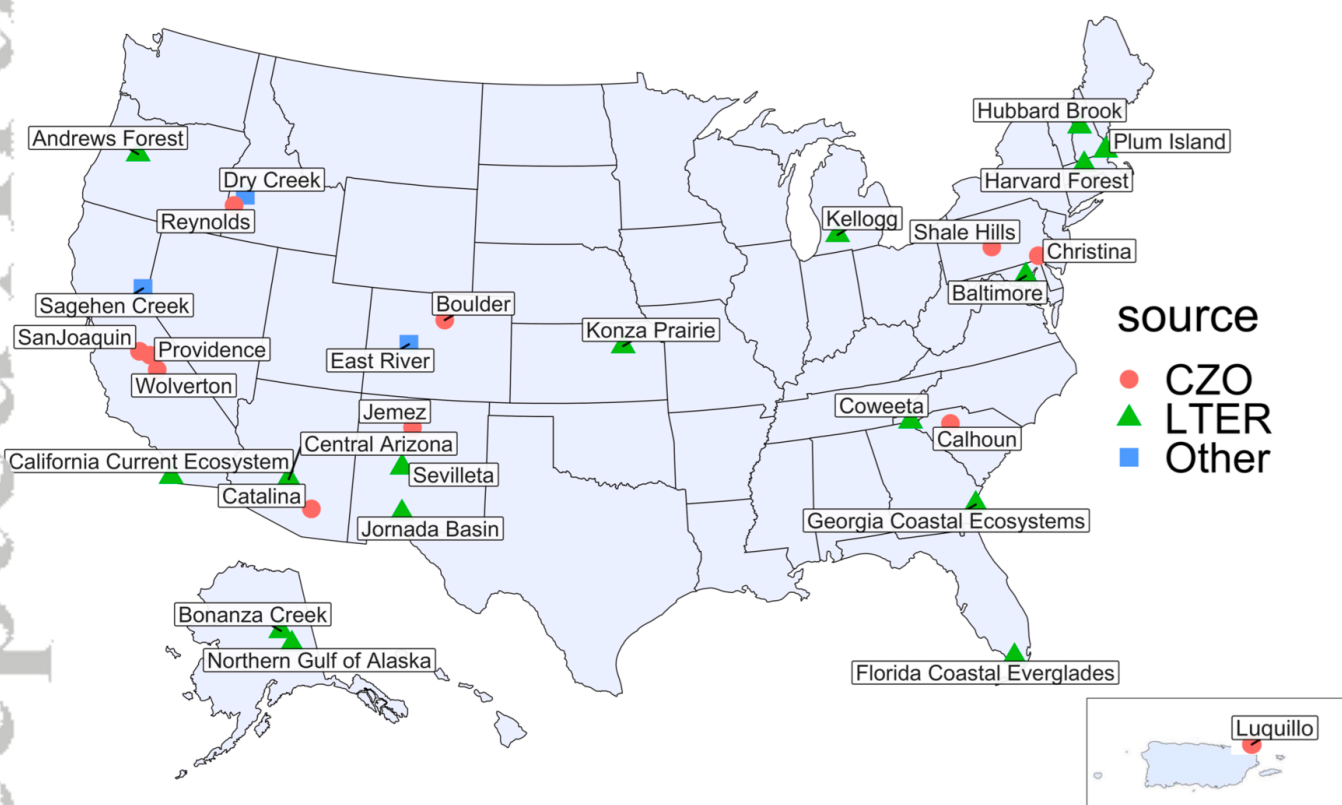 Hubbard Brook
Andrews Forest
Plum Island
Dry Creek
Harvard Forest
Reynolds
Kellogg
Shale Hills
Christina
Sagehen Creek
Baltimore
Boulder
source
SanJoaquin
Providence
Konza Prairie
East River
Wolverton
CZO
Jemez
Coweeta
LTER
Central Arizona
Calhoun
California Current Ecosystem
Sevilleta
Other
Catalina
Jornada Basin
Georgia Coastal Ecosystems
Bonanza Creek
Northern Gulf of Alaska
Florida Coastal Everglades
Luquillo